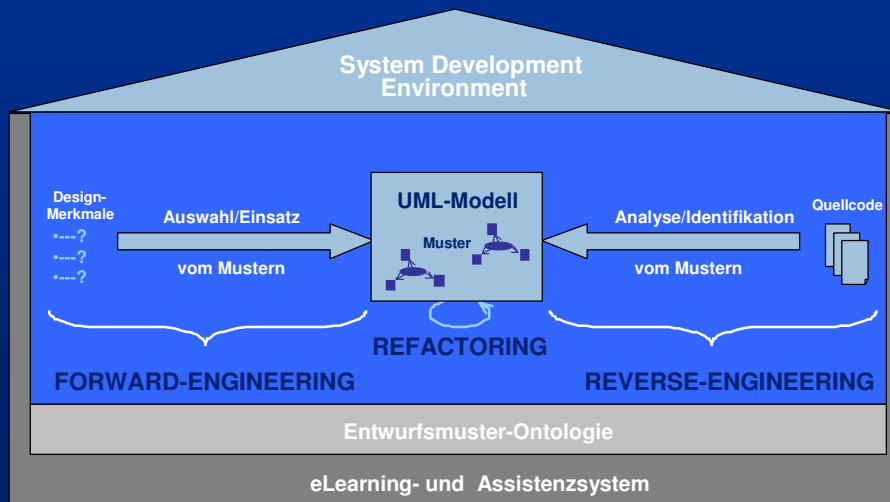 System Development
Environment
Design-
Merkmale
•---?
•---?
•---?
Auswahl/Einsatz
vom Mustern
UML-Modell
Muster
Analyse/Identifikation
vom Mustern
Quellcode
REFACTORING
FORWARD-ENGINEERING
REVERSE-ENGINEERING
Entwurfsmuster-Ontologie
eLearning- und Assistenzsystem